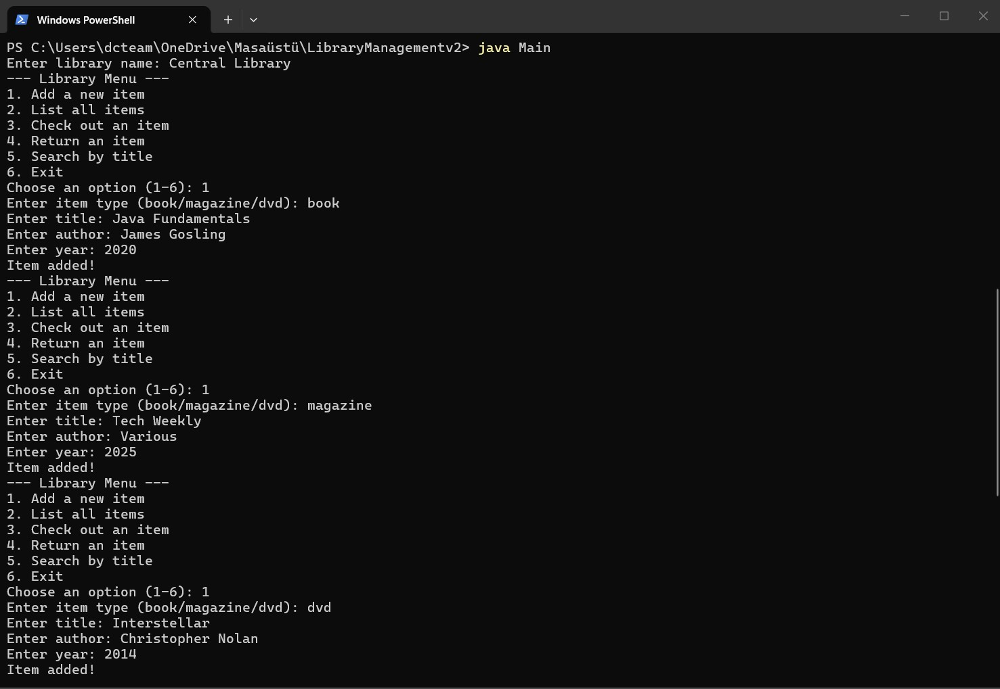 Windows PowerShell
PS C:\Users\dcteam\OneDrive\Masaüstü\LibraryManagementv2> java Main
Enter library name: Central Library
--- Library Menu ---
1. Add a new item
2. List all items
3. Check out an item
4. Return an item
5. Search by title
6. Exit
Choose an option (1-6): 1
Enter item type (book/magazine/dvd): book
Enter title: Java Fundamentals
Enter author: James Gosling
Enter year: 2020
Item added!
--- Library Menu ---
1. Add a new item
2. List all items
3. Check out an item
4. Return an item
5. Search by title
6. Exit
Choose an option (1-6): 1
Enter item type (book/magazine/dvd): magazine
Enter title: Tech Weekly
Enter author: Various
Enter year: 2025
Item added!
--- Library Menu ---
1. Add a new item
2. List all items
3. Check out an item
4. Return an item
5. Search by title
6. Exit
Choose an option (1-6): 1
Enter item type (book/magazine/dvd): dvd
Enter title: Interstellar
Enter author: Christopher Nolan
Enter year: 2014
Item added!